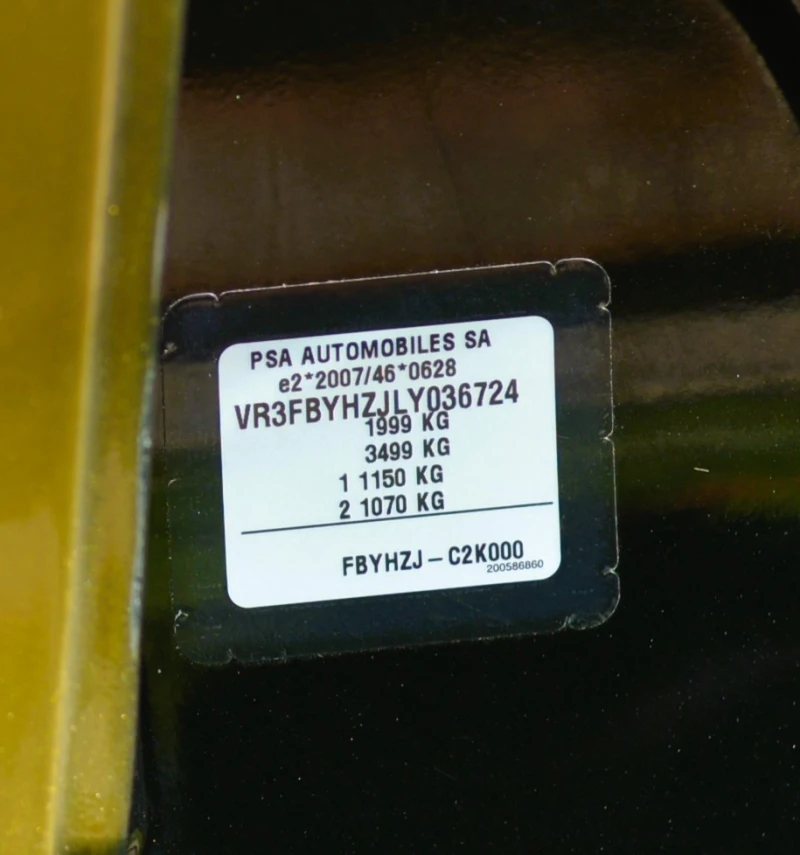 PSA AUTOMOBILES SA
e2*2007/46*0628
VR3FBYHZJLY036724
1999 KG
3499 KG
1 1150 KG
2 1070 KG
FBYHZJ – C2K000
200586860